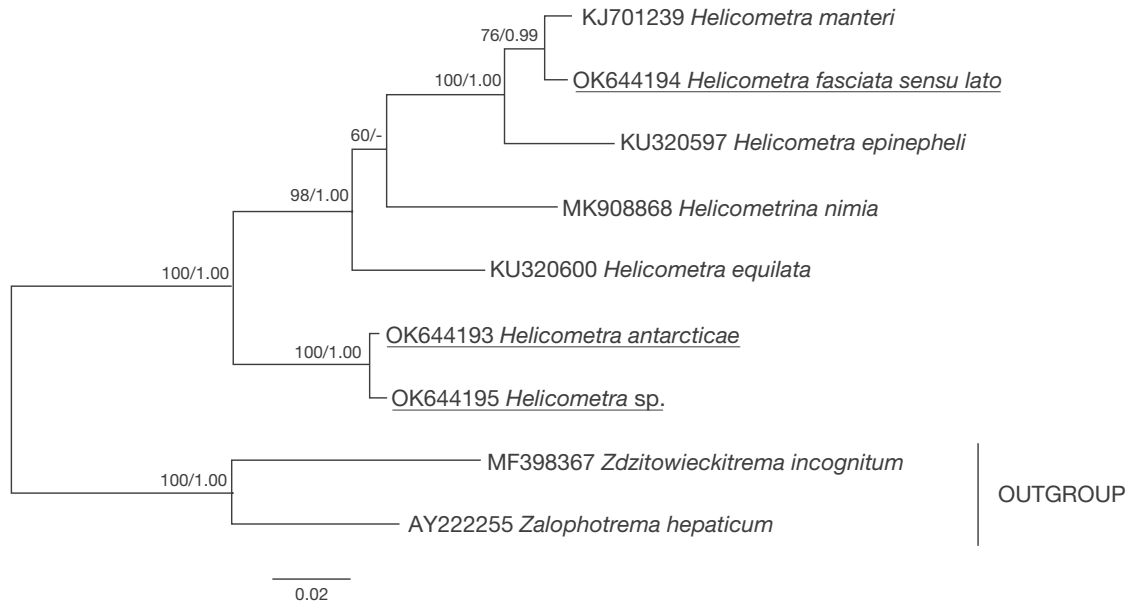 KJ701239 Helicometra manteri
76/0.99
OK644194 Helicometra fasciata sensu lato
100/1.00
KU320597 Helicometra epinepheli
60/-
98/1.00
MK908868 Helicometrina nimia
KU320600 Helicometra equilata
100/1.00
OK644193 Helicometra antarcticae
100/1.00
OK644195 Helicometra sp.
MF398367 Zdzitowieckitrema incognitum
100/1.00
OUTGROUP
AY222255 Zalophotrema hepaticum
0.02